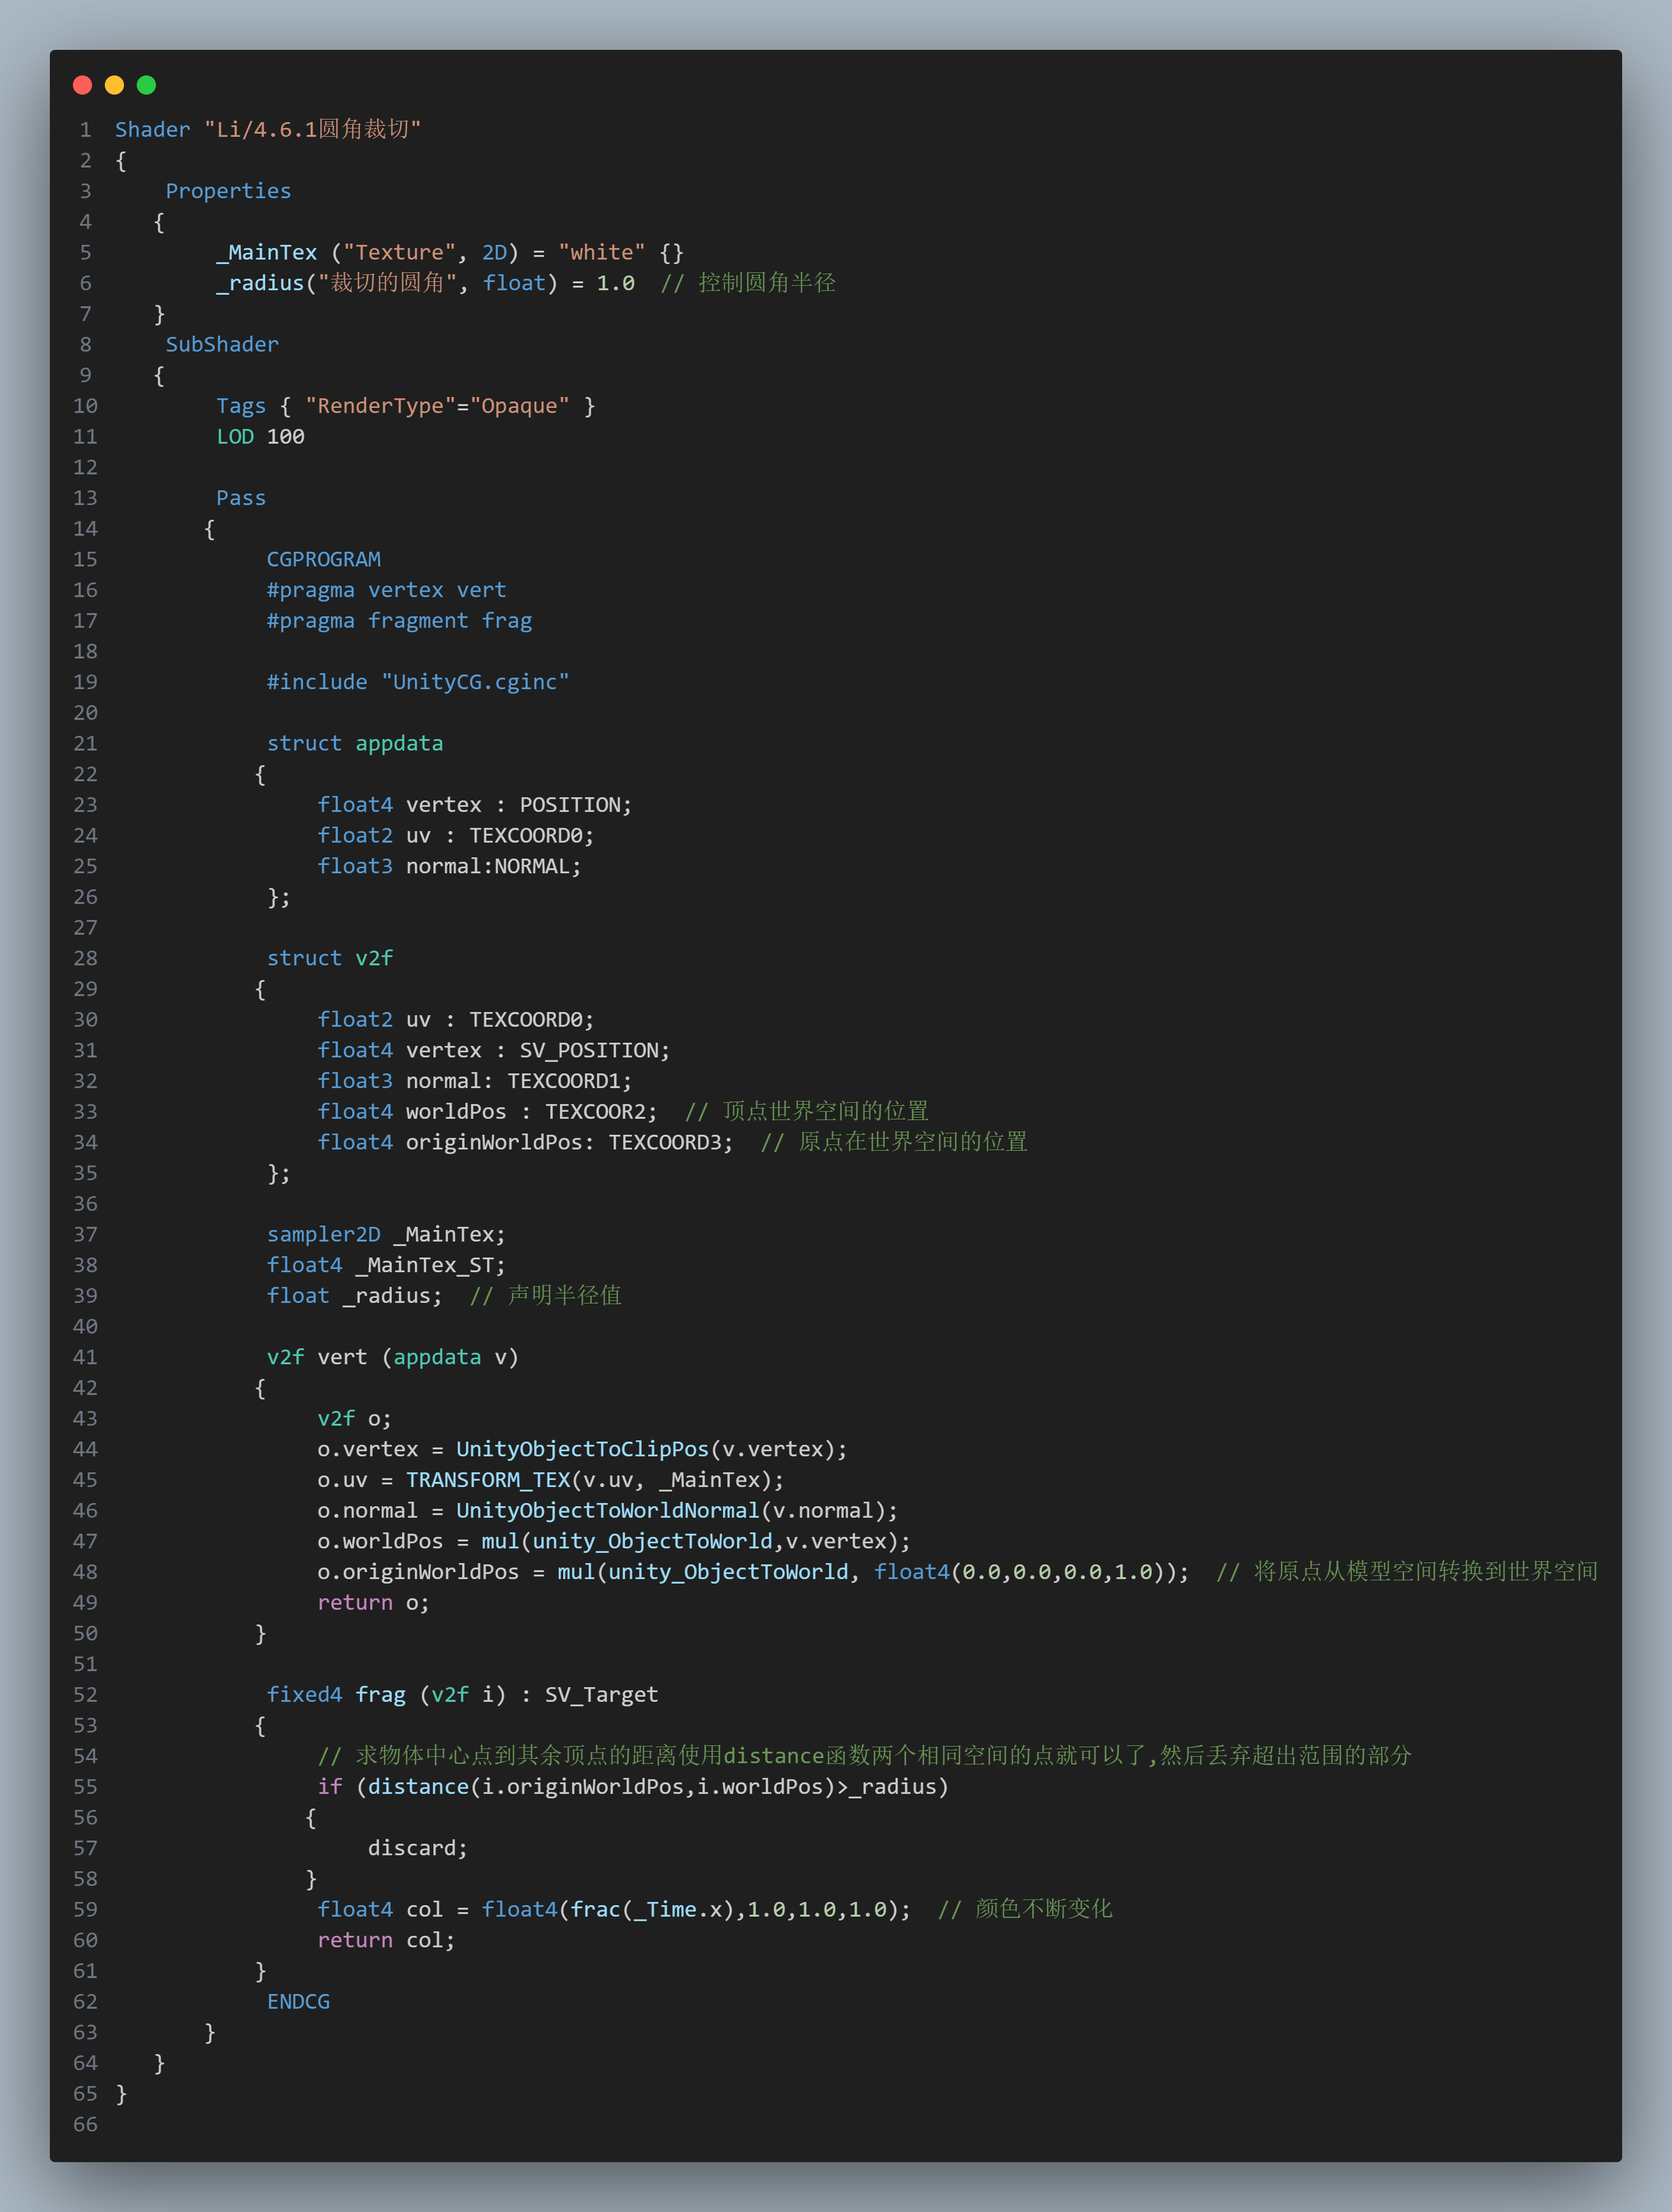 1 Shader "Li/4.6.1圆角裁切"
2 {
3     Properties
4    {
5         _MainTex ("Texture", 2D) = "white" {}
6         _radius("裁切的圆角", float) = 1.0  // 控制圆角半径
7    }
8     SubShader
9    {
10         Tags { "RenderType"="Opaque" }
11         LOD 100
12
13         Pass
14        {
15             CGPROGRAM
16             #pragma vertex vert
17             #pragma fragment frag
18
19             #include "UnityCG.cginc"
20
21             struct appdata
22            {
23                 float4 vertex : POSITION;
24                 float2 uv : TEXCOORD0;
25                 float3 normal:NORMAL;
26             };
27
28             struct v2f
29            {
30                 float2 uv : TEXCOORD0;
31                 float4 vertex : SV_POSITION;
32                 float3 normal: TEXCOORD1;
33                 float4 worldPos : TEXCOOR2;  // 顶点世界空间的位置
34                 float4 originWorldPos: TEXCOORD3;  // 原点在世界空间的位置
35             };
36
37             sampler2D _MainTex;
38             float4 _MainTex_ST;
39             float _radius;  // 声明半径值
40
41             v2f vert (appdata v)
42            {
43                 v2f o;
44                 o.vertex = UnityObjectToClipPos(v.vertex);
45                 o.uv = TRANSFORM_TEX(v.uv, _MainTex);
46                 o.normal = UnityObjectToWorldNormal(v.normal);
47                 o.worldPos = mul(unity_ObjectToWorld,v.vertex);
48                 o.originWorldPos = mul(unity_ObjectToWorld, float4(0.0,0.0,0.0,1.0));  // 将原点从模型空间转换到世界空间
49                 return o;
50            }
51
52             fixed4 frag (v2f i) : SV_Target
53            {
54                 // 求物体中心点到其余顶点的距离使用distance函数两个相同空间的点就可以了,然后丢弃超出范围的部分
55                 if (distance(i.originWorldPos,i.worldPos)>_radius)
56                {
57                     discard;
58                }
59                 float4 col = float4(frac(_Time.x),1.0,1.0,1.0);  // 颜色不断变化
60                 return col;
61            }
62             ENDCG
63        }
64    }
65 }
66